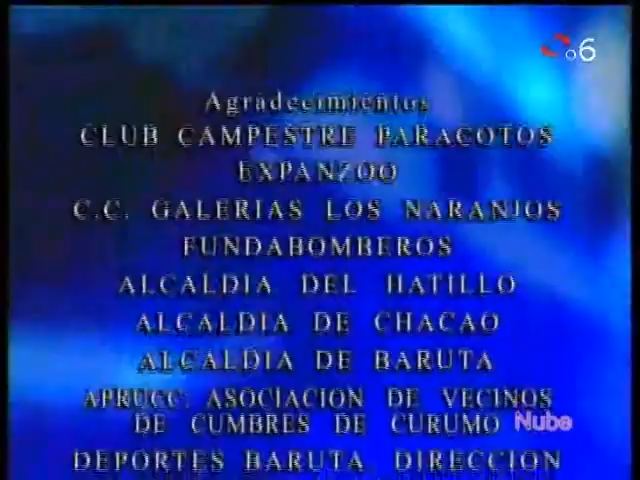 6
Agradecimientos
CLUB CAMPESTRE PARACOTOS
EXPANZOO
C.C. GALERIAS LOS NARANJOS
FUNDABOMBEROS
ALCALDIA DEL HATILLO
ALCALDIA DE CHACAO
ALCALDIA DE BARUTA
APRUCC: ASOCIACION DE VECINOS
DE CUMBRES DE CURUMO
Nube
DEPORTES BARUTA, DIRECCION